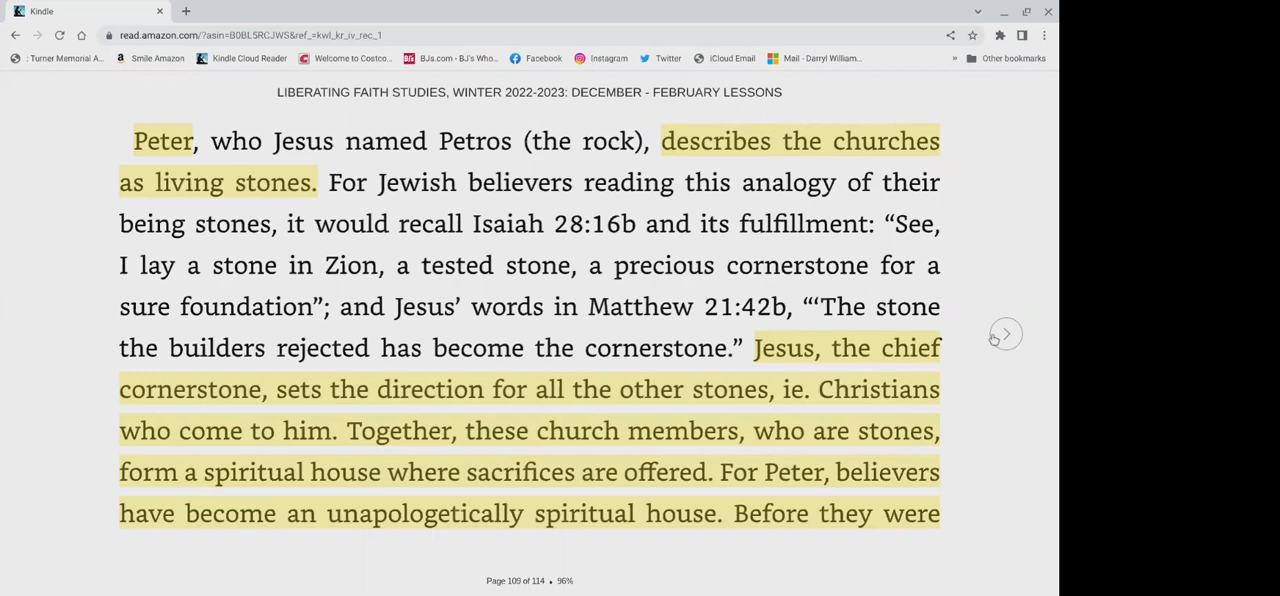 Kindle
read.amazon.com/?asin=B0BL5RCJWS&ref_=kwl_kr_iv_rec_1
: Turner Memorial A... Smile Amazon Kindle Cloud Reader Welcome to Costco... BJs BJs.com - BJ's Who... Facebook Instagram Twitter iCloud Email Mail - Darryl William... » Other bookmarks
LIBERATING FAITH STUDIES, WINTER 2022-2023: DECEMBER - FEBRUARY LESSONS
Peter, who Jesus named Petros (the rock), describes the churches
as living stones. For Jewish believers reading this analogy of their
being stones, it would recall Isaiah 28:16b and its fulfillment: “See,
I lay a stone in Zion, a tested stone, a precious cornerstone for a
sure foundation”; and Jesus’ words in Matthew 21:42b, “‘The stone
the builders rejected has become the cornerstone.” Jesus, the chief
cornerstone, sets the direction for all the other stones, ie. Christians
who come to him. Together, these church members, who are stones,
form a spiritual house where sacrifices are offered. For Peter, believers
have become an unapologetically spiritual house. Before they were
Page 109 of 114 • 96%